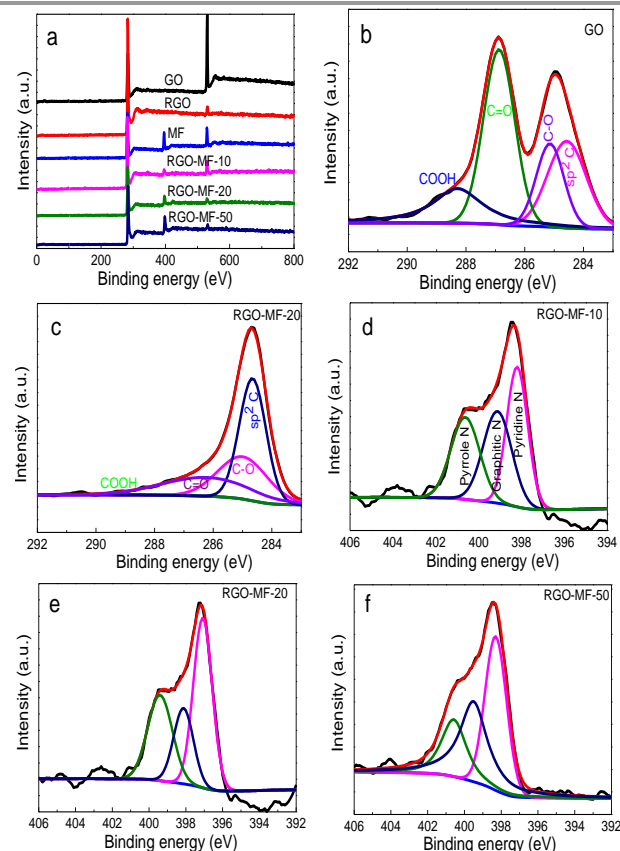 a
GO
RGO
MF
RGO-MF-10
RGO-MF-20
RGO-MF-50
Intensity (a.u.)
0 200 400 600 800
Binding energy (eV)
b
GO
COOH
C=O
C-O
sp2 C
Intensity (a.u.)
292 290 288 286 284
Binding energy (eV)
c
RGO-MF-20
COOH
C=O
C-O
sp2 C
Intensity (a.u.)
292 290 288 286 284
Binding energy (eV)
d
RGO-MF-10
Pyrrole N
Graphitic N
Pyridine N
Intensity (a.u.)
406 404 402 400 398 396 394
Binding energy (eV)
e
RGO-MF-20
Intensity (a.u.)
406 404 402 400 398 396 394 392
Binding energy (eV)
f
RGO-MF-50
Intensity (a.u.)
406 404 402 400 398 396 394 392
Binding energy (eV)